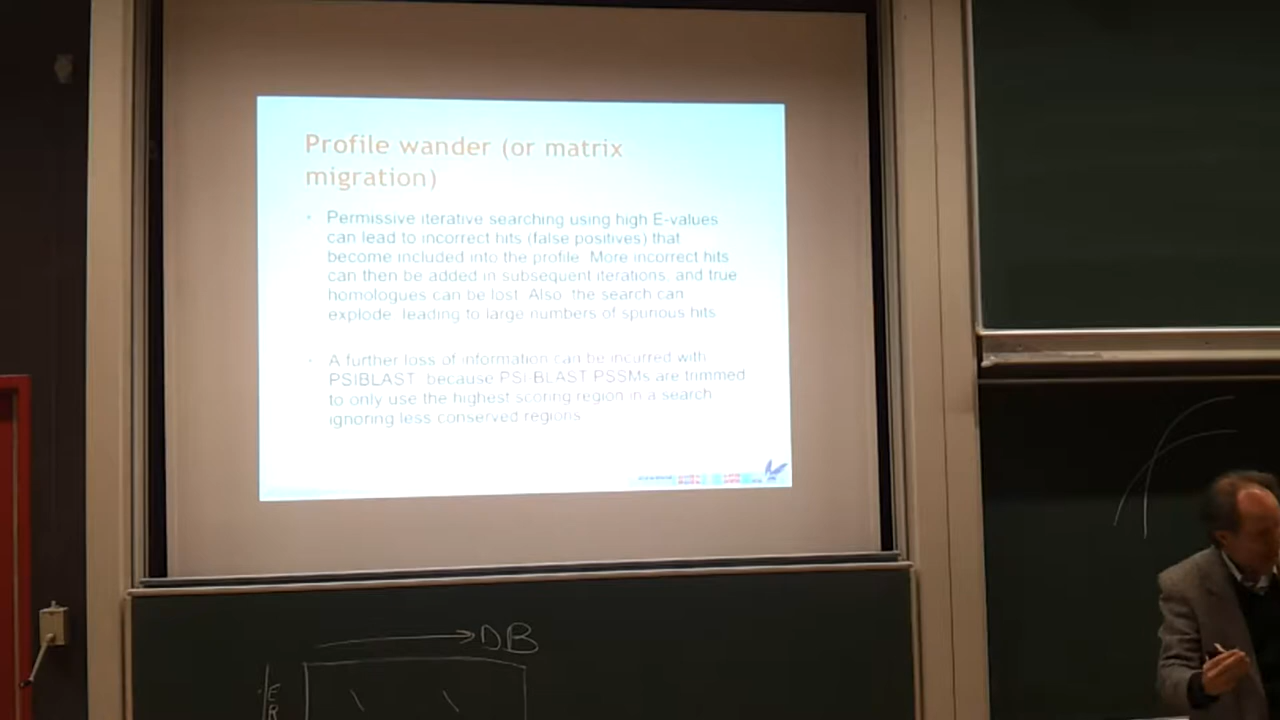 Profile wander (or matrix
migration)
Permissive iterative searching using high E-values
can lead to incorrect hits (false positives) that
become included into the profile. More incorrect hits
can then be added in subsequent iterations, and true
homologues can be lost. Also, the search can
explode, leading to large numbers of spurious hits.
A further loss of information can be incurred with
PSIBLAST, because PSI BLAST PSSMs are trimmed
to only use the highest scoring region in a search
ignoring less conserved regions
DB
E
R